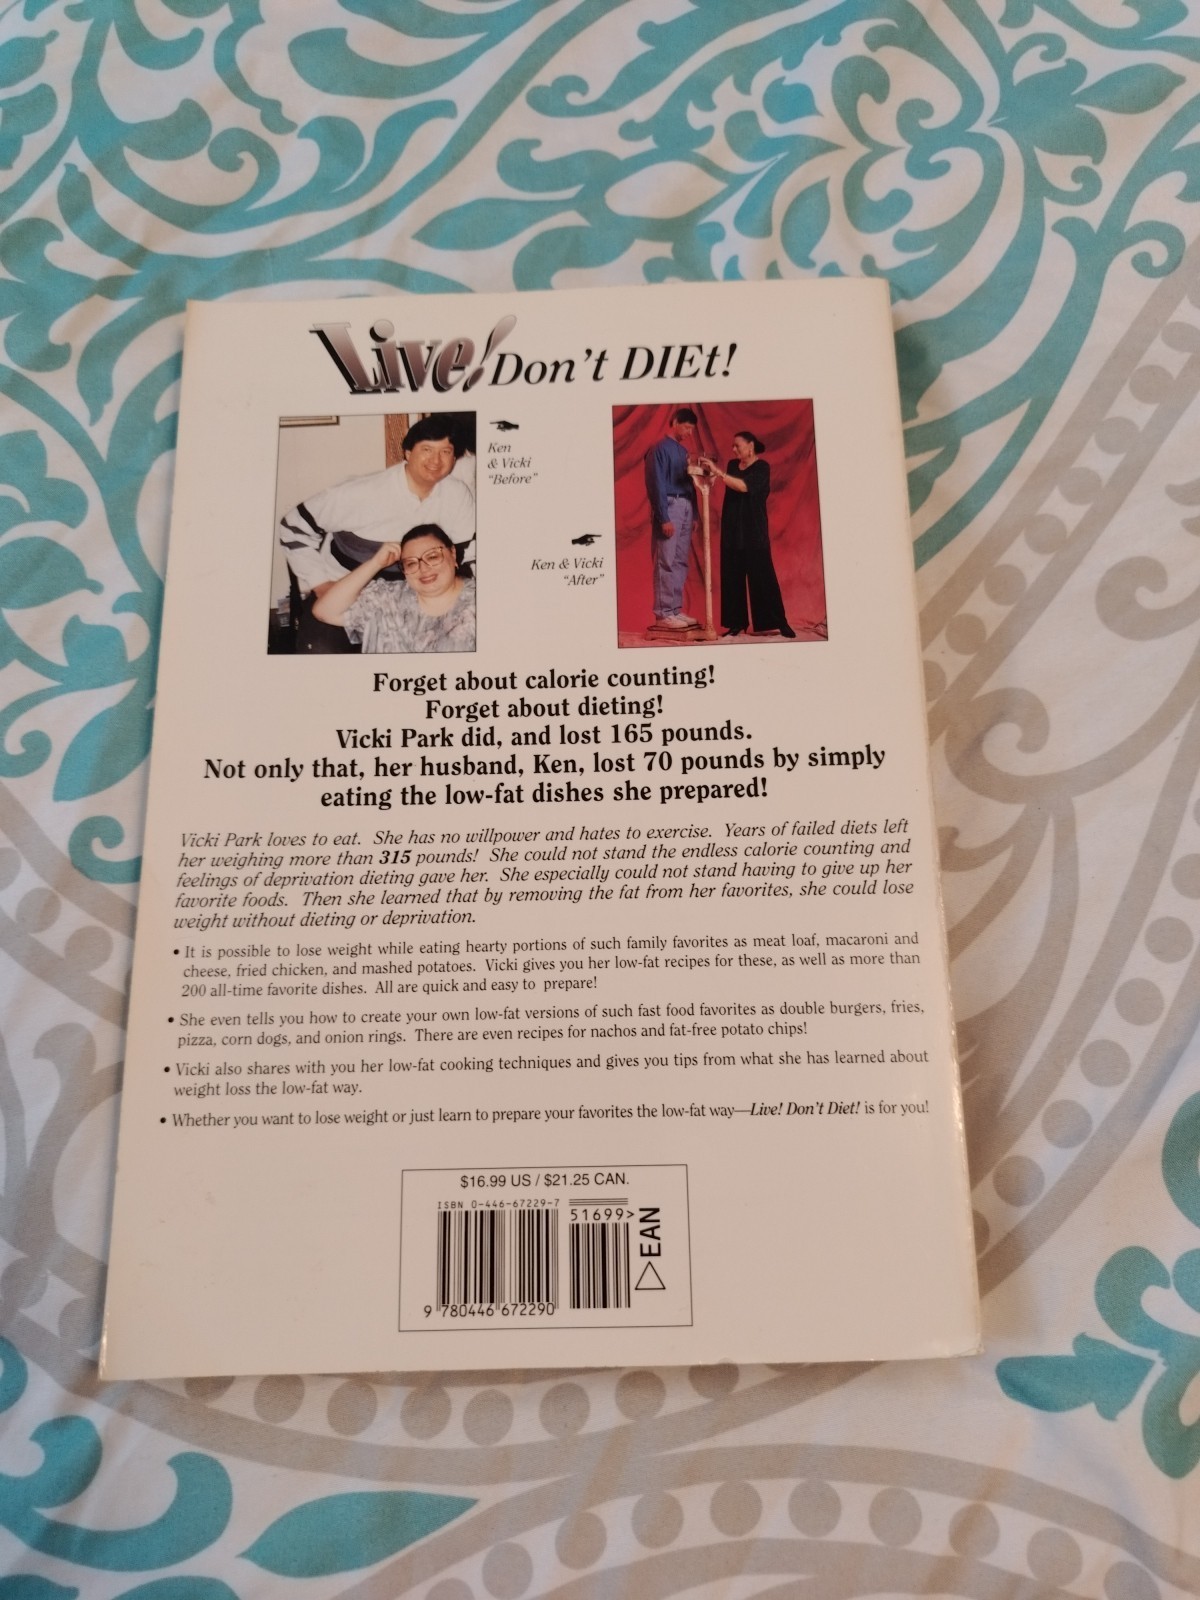 Live! Don't DIEt!
Ken
& Vicki
"Before"
Ken & Vicki
"After"
Forget about calorie counting!
Forget about dieting!
Vicki Park did, and lost 165 pounds.
Not only that, her husband, Ken, lost 70 pounds by simply
eating the low-fat dishes she prepared!
Vicki Park loves to eat. She has no willpower and hates to exercise. Years of failed diets left
her weighing more than 315 pounds! She could not stand the endless calorie counting and
feelings of deprivation dieting gave her. She especially could not stand having to give up her
favorite foods. Then she learned that by removing the fat from her favorites, she could lose
weight without dieting or deprivation.
• It is possible to lose weight while eating hearty portions of such family favorites as meat loaf, macaroni and
cheese, fried chicken, and mashed potatoes. Vicki gives you her low-fat recipes for these, as well as more than
200 all-time favorite dishes. All are quick and easy to prepare!
• She even tells you how to create your own low-fat versions of such fast food favorites as double burgers, fries,
pizza, corn dogs, and onion rings. There are even recipes for nachos and fat-free potato chips!
• Vicki also shares with you her low-fat cooking techniques and gives you tips from what she has learned about
weight loss the low-fat way.
• Whether you want to lose weight or just learn to prepare your favorites the low-fat way—Live! Don't Diet! is for you!
$16.99 US / $21.25 CAN.
ISBN 0-446-67229-7
51699>
EAN
9 780446 672290